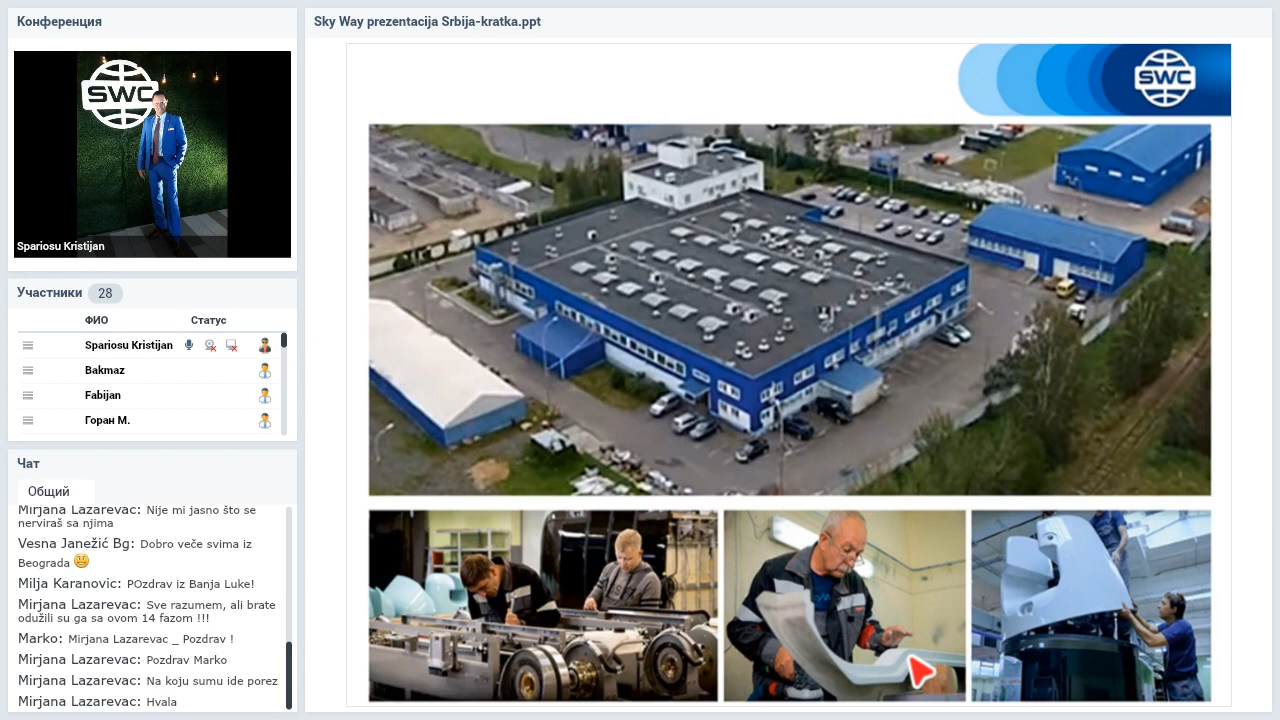 Конференция
SWC
Spariosu Kristijan
Участники 28
ФИО Статус
Spariosu Kristijan
Bakmaz
Fabijan
Горан М.
Чат
Общий
Mirjana Lazarevac: Nije mi jasno što se
nerviraš sa njima
Vesna Janežić Bg: Dobro veče svima iz
Beograda
Milja Karanovic: POzdrav iz Banja Luke!
Mirjana Lazarevac: Sve razumem, ali brate
odužili su ga sa ovom 14 fazom !!!
Marko: Mirjana Lazarevac _ Pozdrav !
Mirjana Lazarevac: Pozdrav Marko
Mirjana Lazarevac: Na koju sumu ide porez
Mirjana Lazarevac: Hvala
Sky Way prezentacija Srbija-kratka.ppt
SWC